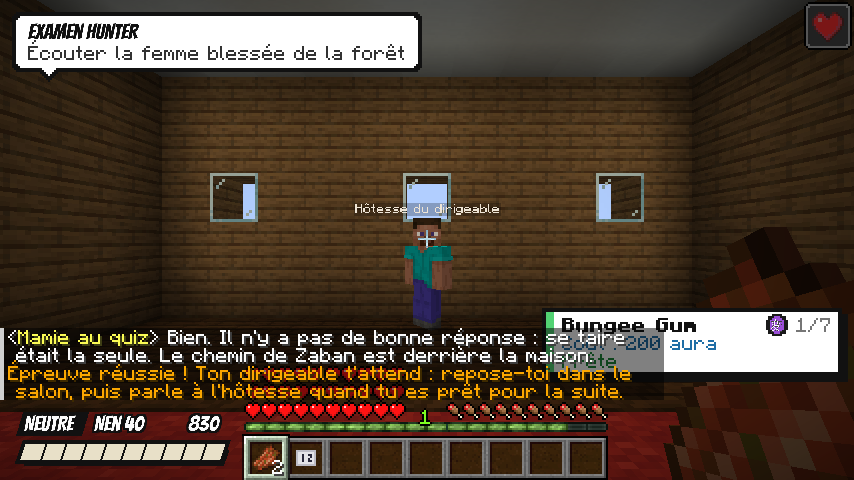 EXAMEN HUNTER
Écouter la femme blessée de la forêt
Hôtesse du dirigeable
Bungee Gum
1/7
200 aura
<Mamie au quiz> Bien. Il n'y a pas de bonne réponse : se taire
était la seule. Le chemin de Zaban est derrière la maison.
Épreuve réussie ! Ton dirigeable t'attend : repose-toi dans le
salon, puis parle à l'hôtesse quand tu es prêt pour la suite.
NEUTRE
NEN 40
830
1
2
12